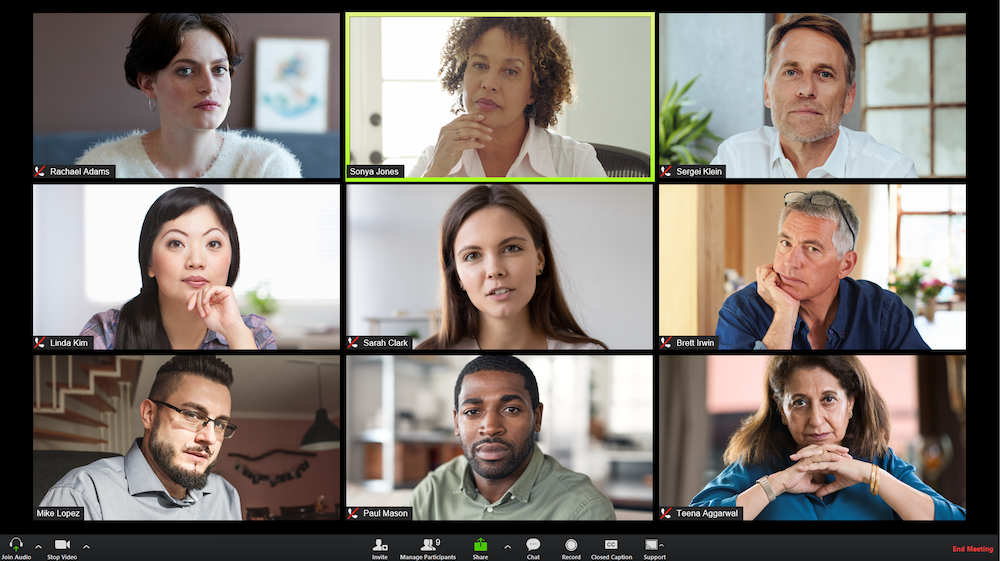 Rachael Adams
Sonya Jones
Sergei Klein
Linda Kim
Sarah Clark
Brett Irwin
Mike Lopez
Paul Mason
Teena Aggarwal
9
Join Audio
Stop Video
Invite
Manage Participants
Share
Chat
Record
CC
Closed Caption
Support
End Meeting